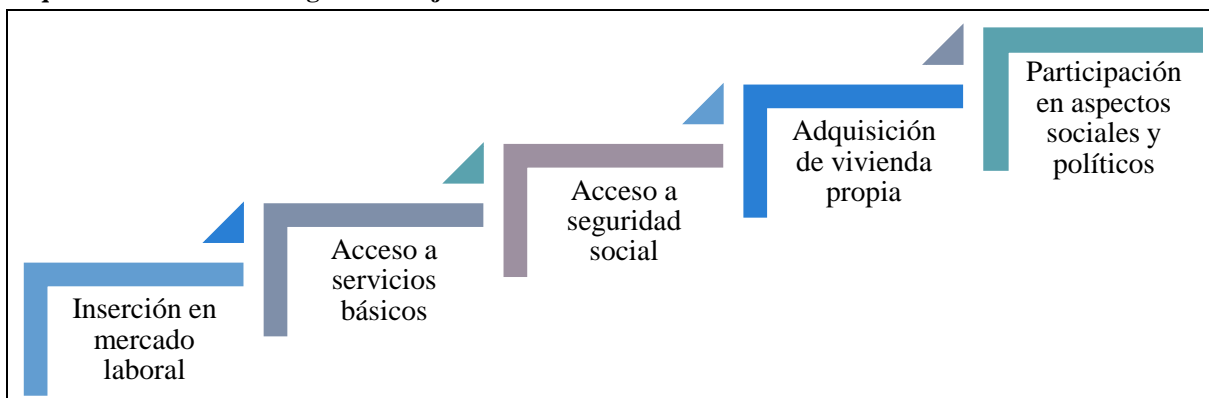 Inserción en
mercado
laboral
Acceso a
servicios
básicos
Acceso a
seguridad
social
Adquisición
de vivienda
propia
Participación
en aspectos
sociales y
políticos